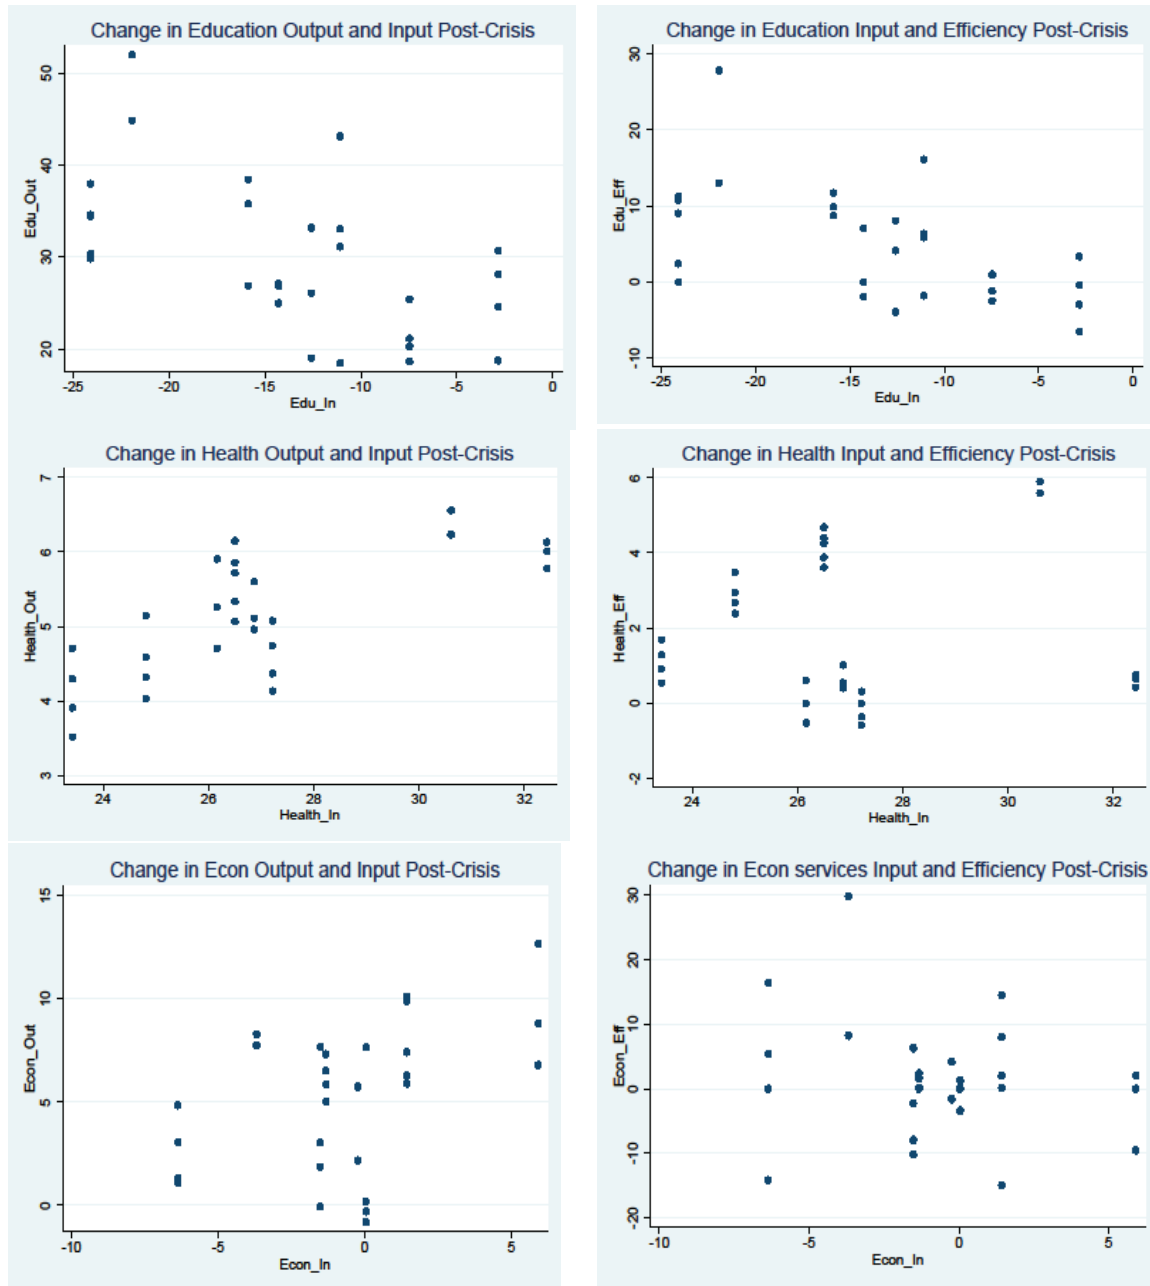 Change in Education Output and Input Post-Crisis
Edu_Out
50
40
30
20
-25 -20 -15 -10 -5 0
Edu_In
Change in Education Input and Efficiency Post-Crisis
Edu_Eff
30
20
10
0
-10
-25 -20 -15 -10 -5 0
Edu_In
Change in Health Output and Input Post-Crisis
Health_Out
7
6
5
4
3
24 26 28 30 32
Health_In
Change in Health Input and Efficiency Post-Crisis
Health_Eff
6
4
2
0
-2
24 26 28 30 32
Health_In
Change in Econ Output and Input Post-Crisis
Econ_Out
15
10
5
0
-10 -5 0 5
Econ_In
Change in Econ services Input and Efficiency Post-Crisis
Econ_Eff
30
20
10
0
-10
-20
-10 -5 0 5
Econ_In